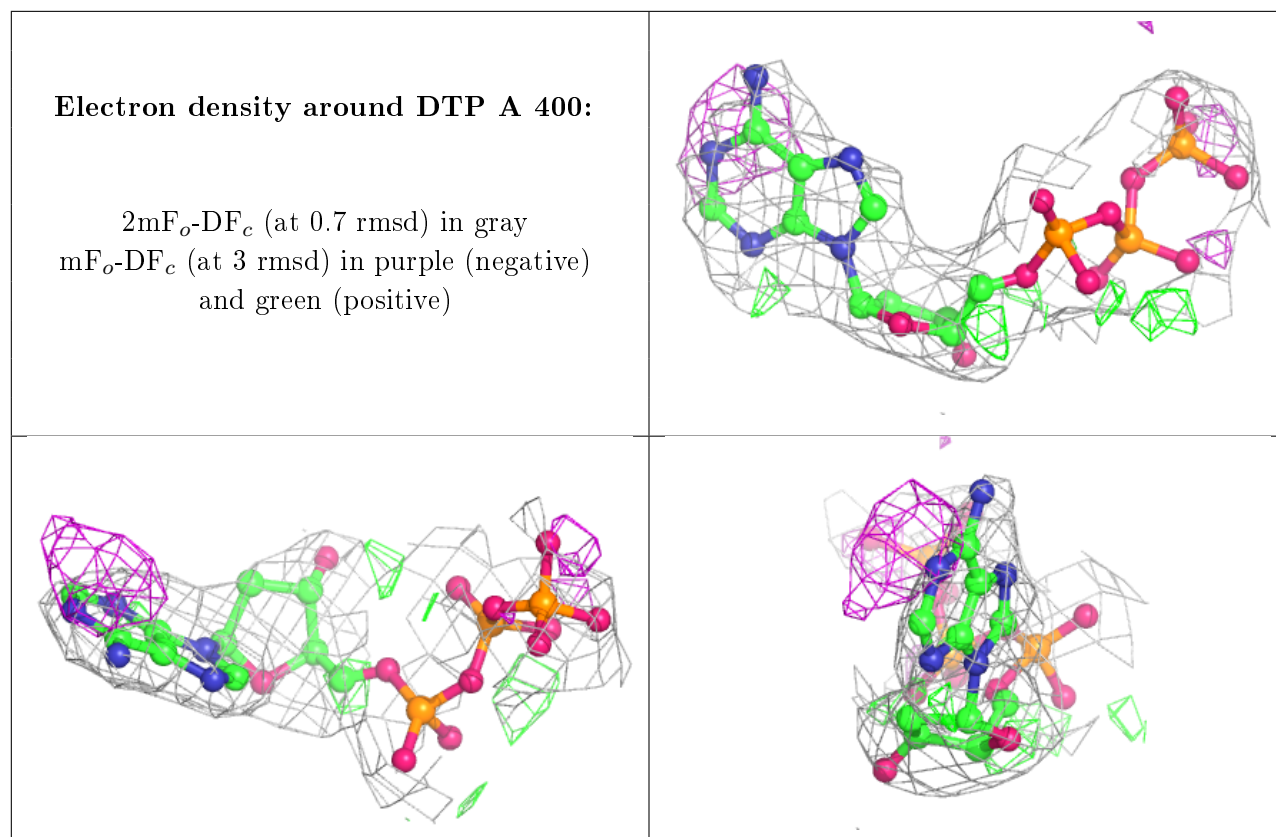 Electron density around DTP A 400:
2mFo-DFc (at 0.7 rmsd) in gray
mFo-DFc (at 3 rmsd) in purple (negative)
and green (positive)